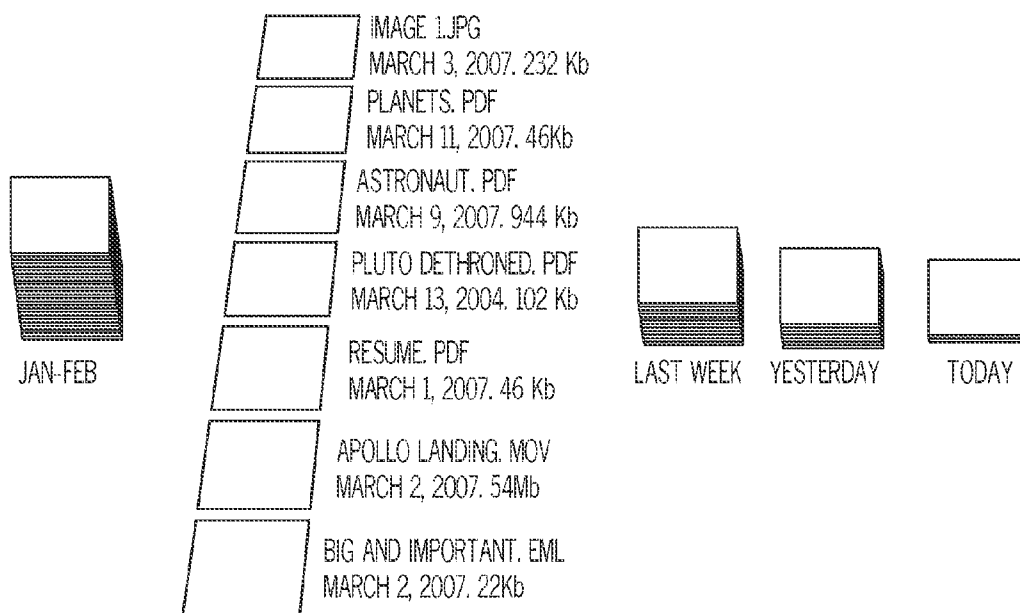 IMAGE 1.JPG
MARCH 3, 2007. 232 Kb
PLANETS. PDF
MARCH 11, 2007. 46Kb
ASTRONAUT. PDF
MARCH 9, 2007. 944 Kb
PLUTO DETHRONED. PDF
MARCH 13, 2004. 102 Kb
RESUME. PDF
MARCH 1, 2007. 46 Kb
APOLLO LANDING. MOV
MARCH 2, 2007. 54Mb
BIG AND IMPORTANT. EML
MARCH 2, 2007. 22Kb
JAN-FEB
LAST WEEK
YESTERDAY
TODAY